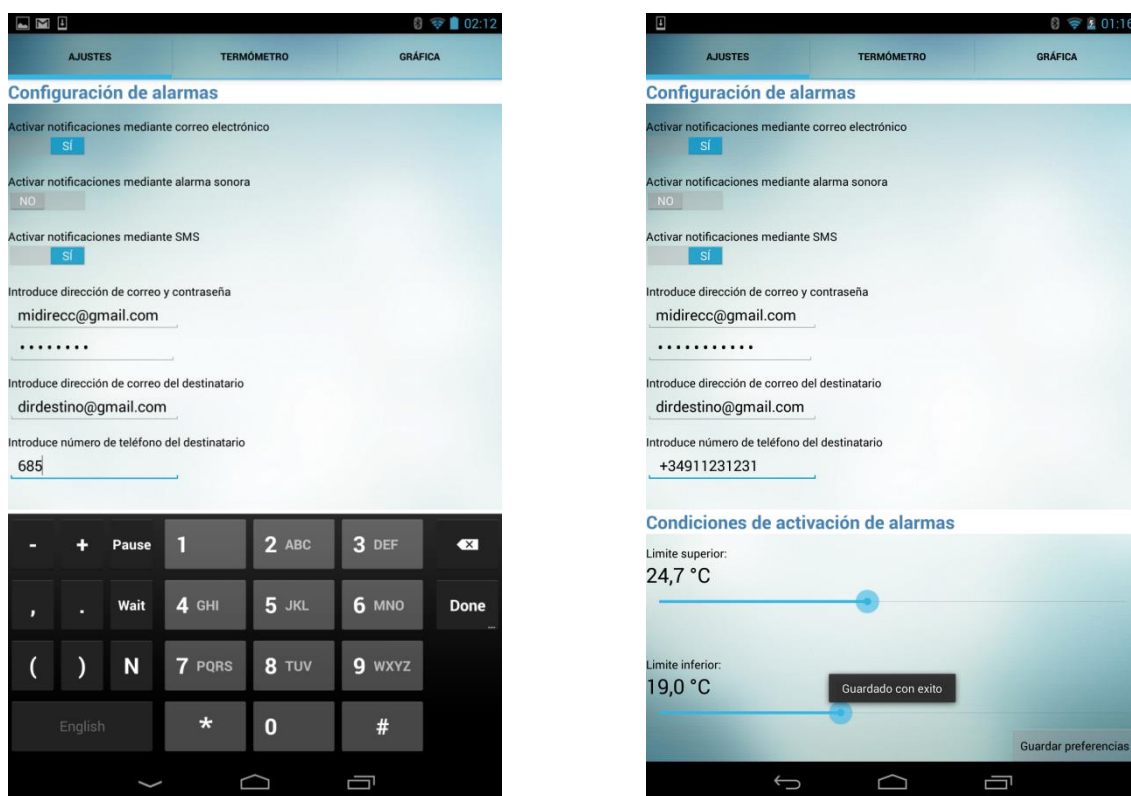 02:12
AJUSTES TERMÓMETRO GRÁFICA
Configuración de alarmas
Activar notificaciones mediante correo electrónico
SÍ
Activar notificaciones mediante alarma sonora
NO
Activar notificaciones mediante SMS
SÍ
Introduce dirección de correo y contraseña
midirecc@gmail.com
••••••••
Introduce dirección de correo del destinatario
dirdestino@gmail.com
Introduce número de teléfono del destinatario
685
- + Pause 1 2 ABC 3 DEF
, . Wait 4 GHI 5 JKL 6 MNO Done ...
( ) N 7 PQRS 8 TUV 9 WXYZ
English * 0 #
01:16
AJUSTES TERMÓMETRO GRÁFICA
Configuración de alarmas
Activar notificaciones mediante correo electrónico
SÍ
Activar notificaciones mediante alarma sonora
NO
Activar notificaciones mediante SMS
SÍ
Introduce dirección de correo y contraseña
midirecc@gmail.com
•••••••••••
Introduce dirección de correo del destinatario
dirdestino@gmail.com
Introduce número de teléfono del destinatario
+34911231231
Condiciones de activación de alarmas
Limite superior:
24,7 °C
Limite inferior:
19,0 °C
Guardado con exito
Guardar preferencias